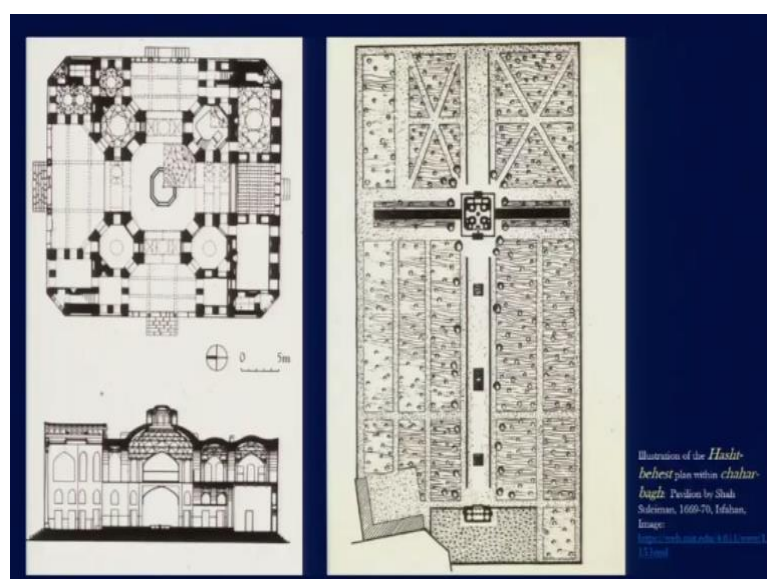 0 5m
Illustration of the Hasht-
behest plan within chahar-
bagh. Pavilion by Shah
Suleiman, 1669-70, Isfahan,
Image: